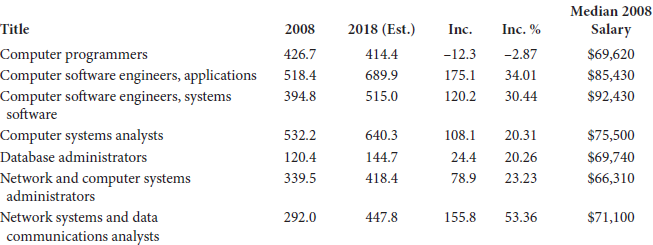 Median 2008
Title 2008 2018 (Est.) Inc. Inc. % Salary
Computer programmers 426.7 414.4 –12.3 –2.87 $69,620
Computer software engineers, applications 518.4 689.9 175.1 34.01 $85,430
Computer software engineers, systems 394.8 515.0 120.2 30.44 $92,430
software
Computer systems analysts 532.2 640.3 108.1 20.31 $75,500
Database administrators 120.4 144.7 24.4 20.26 $69,740
Network and computer systems 339.5 418.4 78.9 23.23 $66,310
administrators
Network systems and data 292.0 447.8 155.8 53.36 $71,100
communications analysts